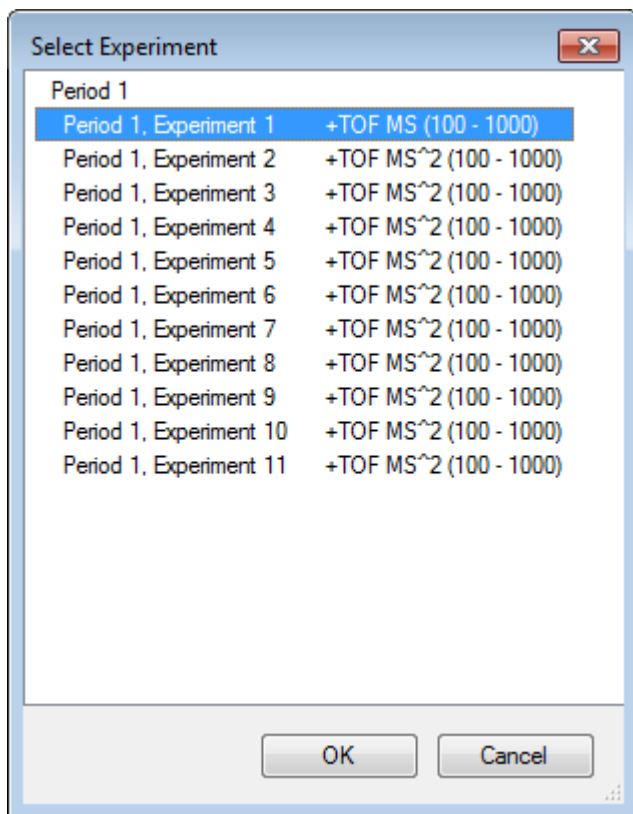 Select Experiment
Period 1
Period 1, Experiment 1 +TOF MS (100 - 1000)
Period 1, Experiment 2 +TOF MS^2 (100 - 1000)
Period 1, Experiment 3 +TOF MS^2 (100 - 1000)
Period 1, Experiment 4 +TOF MS^2 (100 - 1000)
Period 1, Experiment 5 +TOF MS^2 (100 - 1000)
Period 1, Experiment 6 +TOF MS^2 (100 - 1000)
Period 1, Experiment 7 +TOF MS^2 (100 - 1000)
Period 1, Experiment 8 +TOF MS^2 (100 - 1000)
Period 1, Experiment 9 +TOF MS^2 (100 - 1000)
Period 1, Experiment 10 +TOF MS^2 (100 - 1000)
Period 1, Experiment 11 +TOF MS^2 (100 - 1000)
OK Cancel